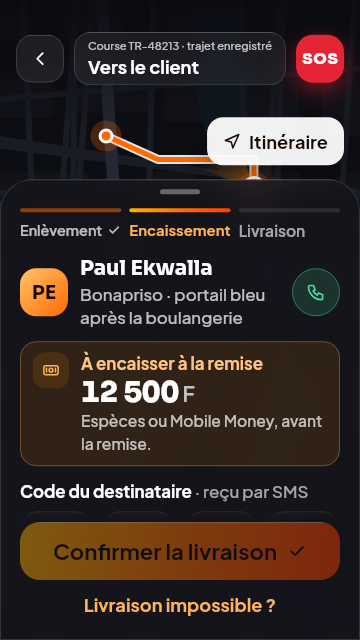 Course TR-48213 · trajet enregistré
Vers le client
SOS
Itinéraire
Enlèvement
Encaissement
Livraison
PE
Paul Ekwalla
Bonapriso · portail bleu
après la boulangerie
À encaisser à la remise
12 500 F
Espèces ou Mobile Money, avant
la remise.
Code du destinataire · reçu par SMS
Confirmer la livraison
Livraison impossible ?